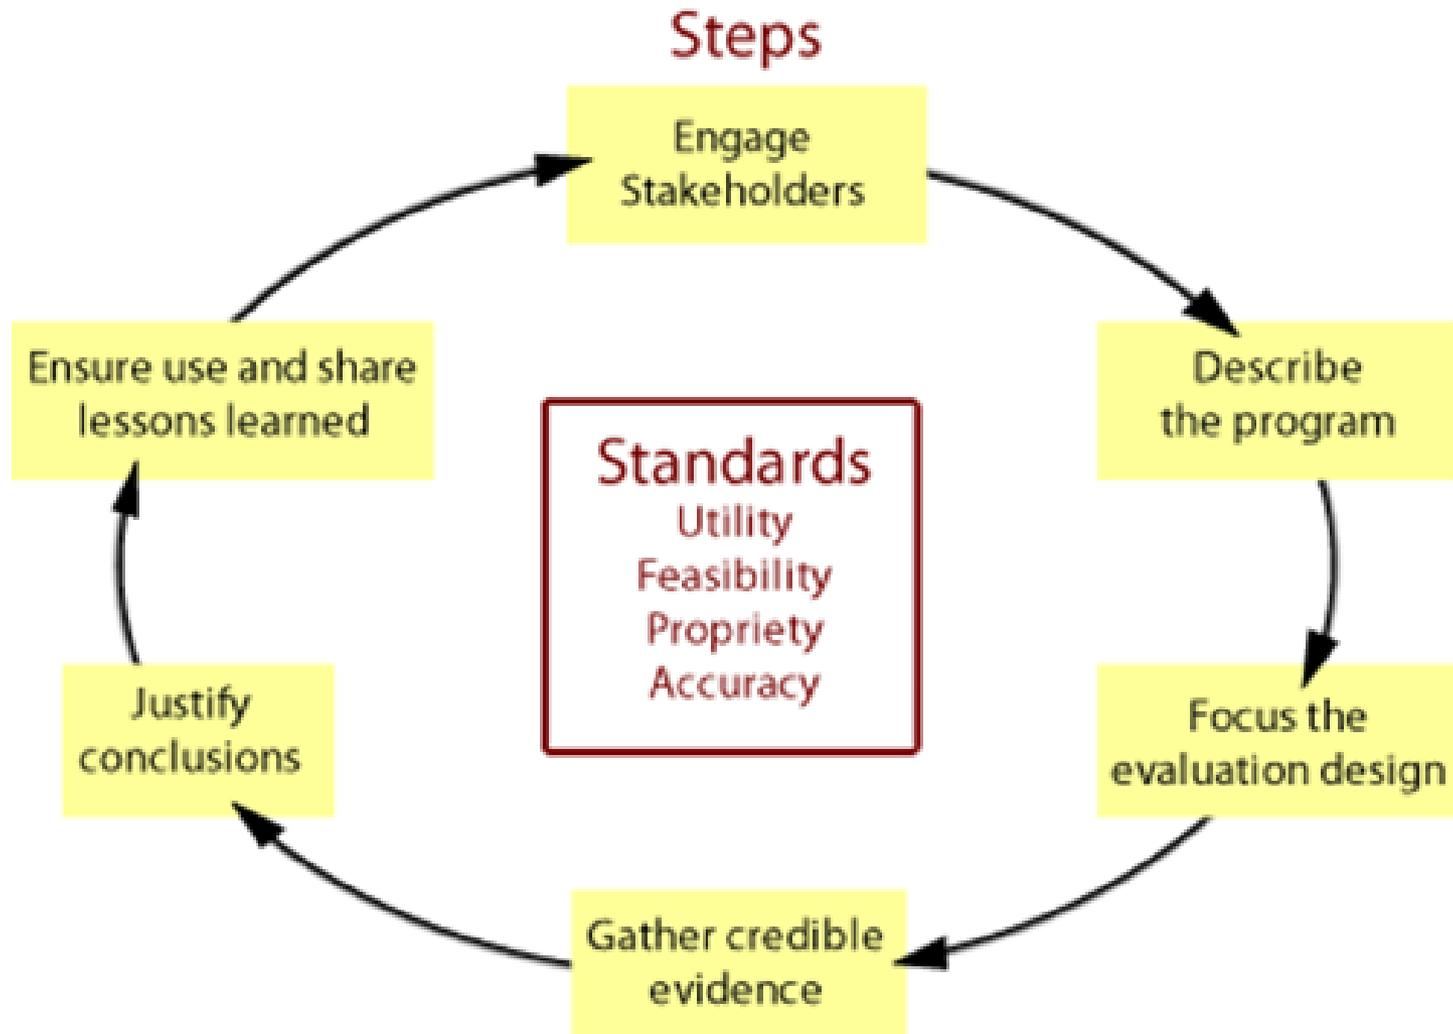 Steps
Engage
Stakeholders
Describe
the program
Focus the
evaluation design
Gather credible
evidence
Justify
conclusions
Ensure use and share
lessons learned
Standards
Utility
Feasibility
Propriety
Accuracy